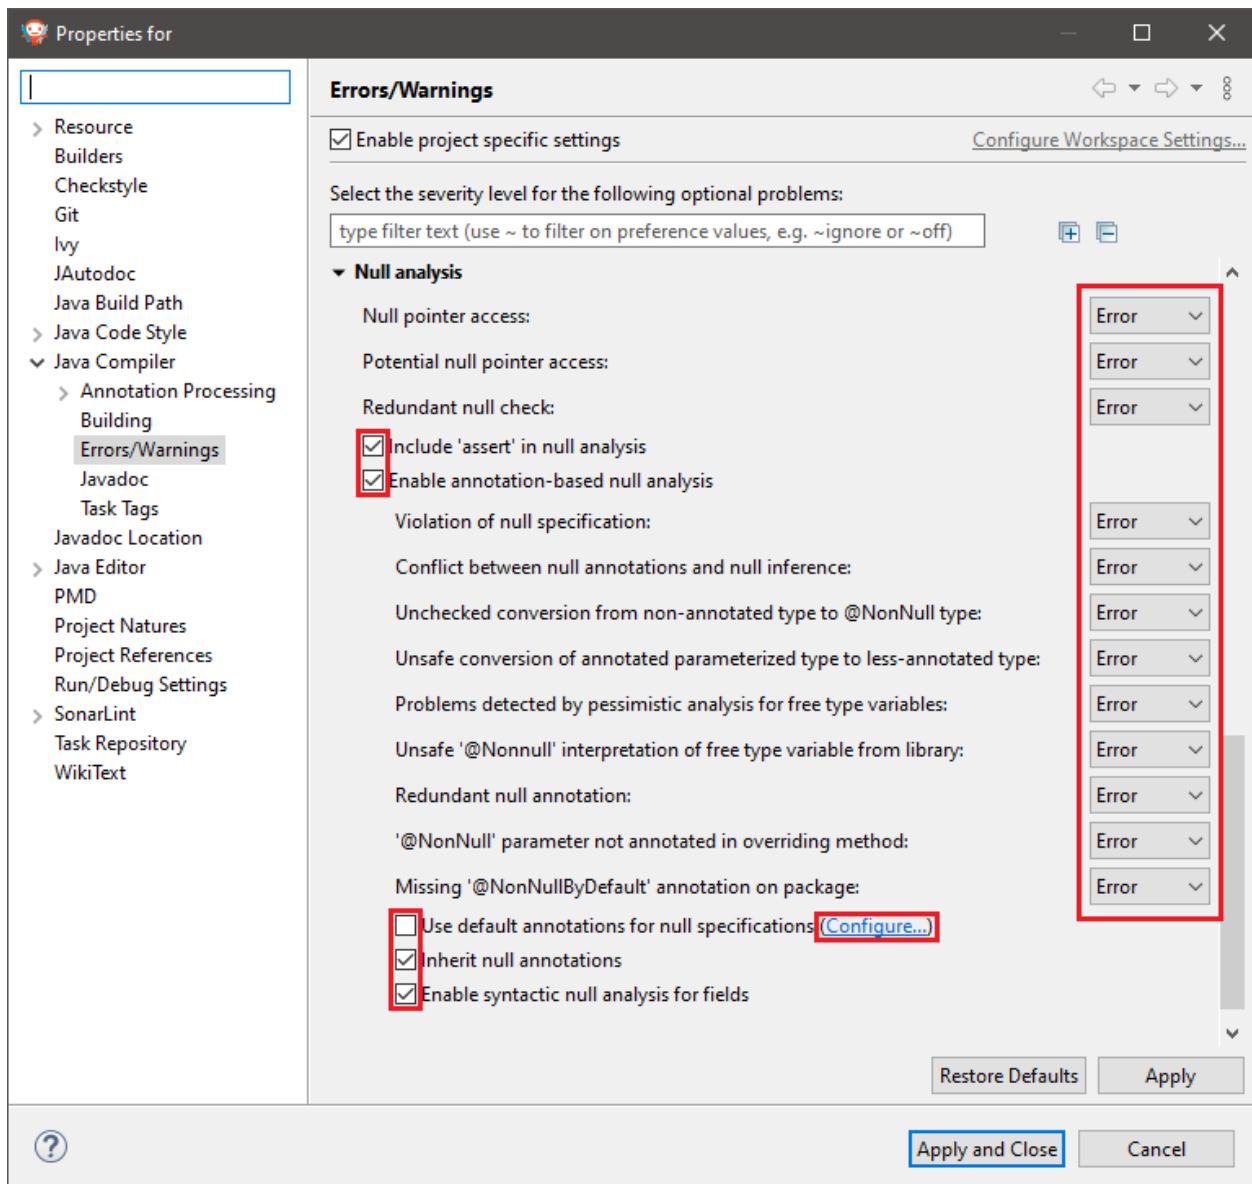 Properties for
Errors/Warnings
Enable project specific settings
Configure Workspace Settings...
Resource
Builders
Checkstyle
Git
Ivy
JAutodoc
Java Build Path
Java Code Style
Java Compiler
Annotation Processing
Building
Errors/Warnings
Javadoc
Task Tags
Javadoc Location
Java Editor
PMD
Project Natures
Project References
Run/Debug Settings
SonarLint
Task Repository
WikiText
Select the severity level for the following optional problems:
type filter text (use ~ to filter on preference values, e.g. ~ignore or ~off)
Null analysis
Null pointer access: Error
Potential null pointer access: Error
Redundant null check: Error
Include 'assert' in null analysis
Enable annotation-based null analysis
Violation of null specification: Error
Conflict between null annotations and null inference: Error
Unchecked conversion from non-annotated type to @NonNull type: Error
Unsafe conversion of annotated parameterized type to less-annotated type: Error
Problems detected by pessimistic analysis for free type variables: Error
Unsafe '@Nonnull' interpretation of free type variable from library: Error
Redundant null annotation: Error
'@NonNull' parameter not annotated in overriding method: Error
Missing '@NonNullByDefault' annotation on package: Error
Use default annotations for null specifications (Configure...)
Inherit null annotations
Enable syntactic null analysis for fields
Restore Defaults
Apply
?
Apply and Close
Cancel